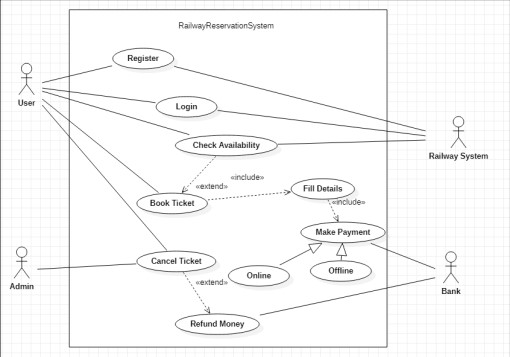 RailwayReservationSystem
Register
User
Login
Check Availability
Railway System
«include»
«extend»
Fill Details
Book Ticket
«include»
Make Payment
Cancel Ticket
Admin
Online
Offline
«extend»
Bank
Refund Money